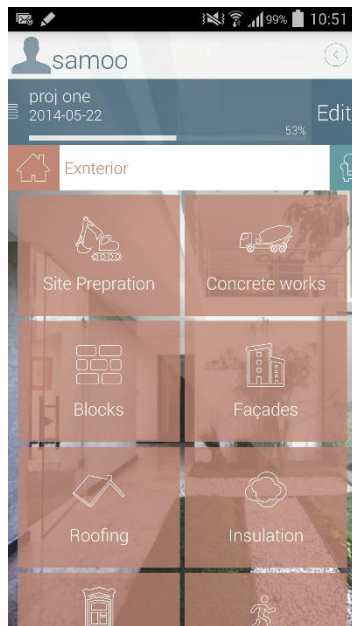 99% 10:51
samoo
proj one
2014-05-22
Edit
53%
Exnterior
Site Prepration
Concrete works
Blocks
Façades
Roofing
Insulation